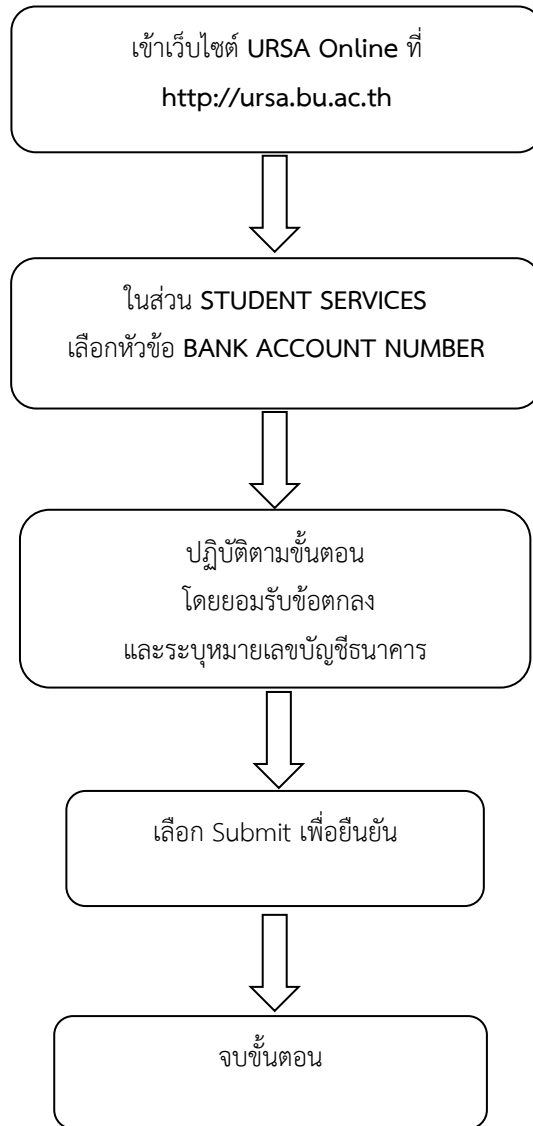 เข้าเว็บไซต์ URSA Online ที่
http://ursa.bu.ac.th
ในส่วน STUDENT SERVICES
เลือกหัวข้อ BANK ACCOUNT NUMBER
ปฏิบัติตามขั้นตอน
โดยยอมรับข้อตกลง
และระบุหมายเลขบัญชีธนาคาร
เลือก Submit เพื่อยืนยัน
จบขั้นตอน